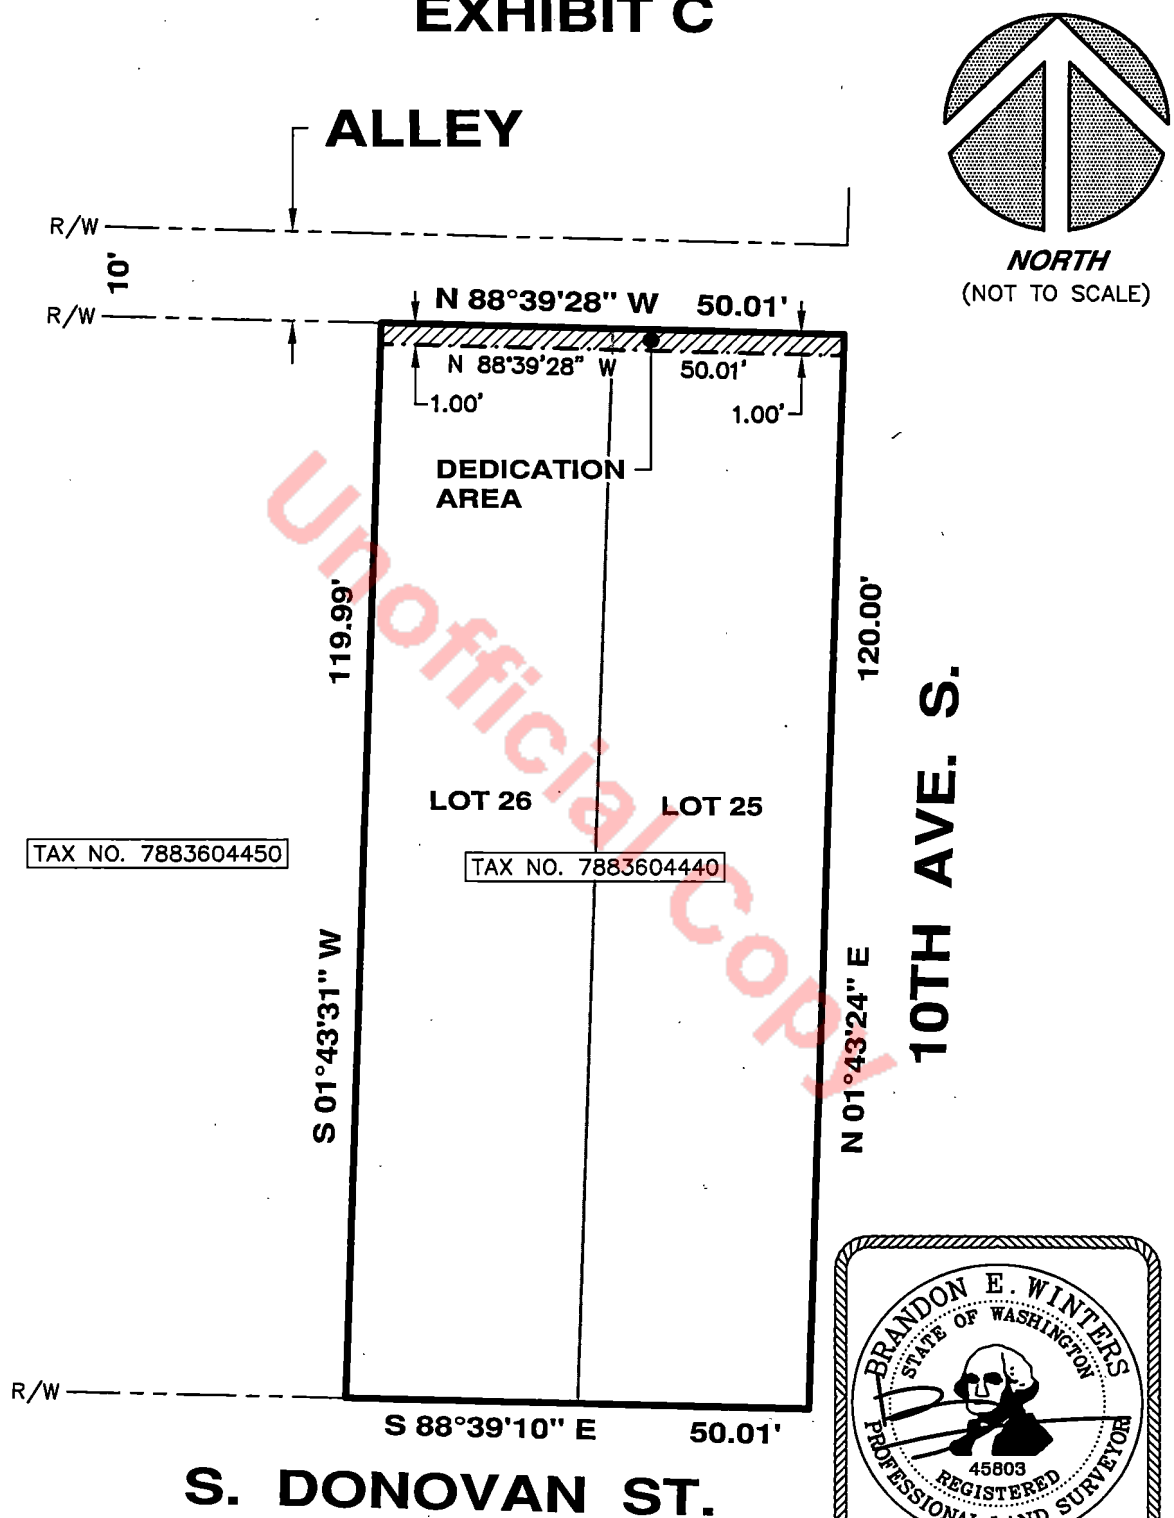 EXHIBIT C
ALLEY
R/W
10'
R/W
NORTH
(NOT TO SCALE)
N 88°39'28" W 50.01'
N 88°39'28" W 50.01'
1.00'
1.00'
DEDICATION
AREA
119.99'
120.00'
10TH AVE. S.
LOT 26
LOT 25
TAX NO. 7883604450
TAX NO. 7883604440
S 01°43'31" W
N 01°43'24" E
Unofficial Copy
R/W
S 88°39'10" E 50.01'
S. DONOVAN ST.
BRANDON E. WINTERS
STATE OF WASHINGTON
45803
REGISTERED
PROFESSIONAL LAND SURVEYOR